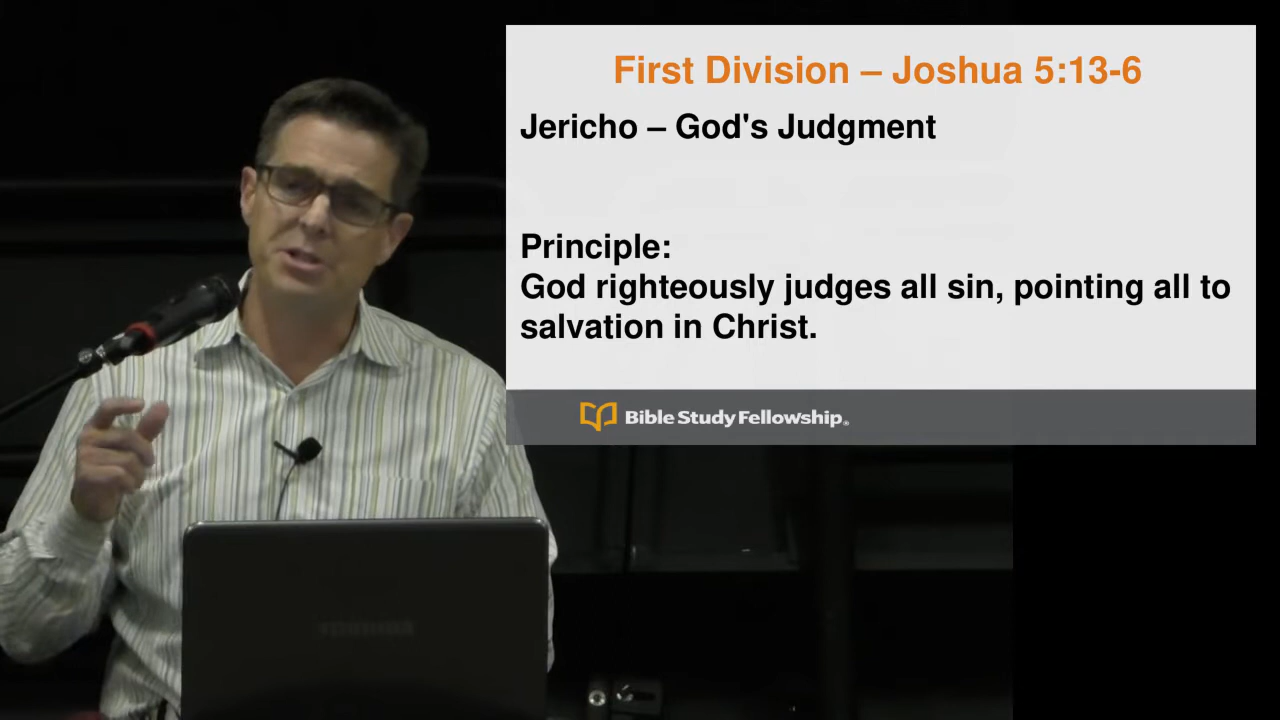 First Division – Joshua 5:13-6
Jericho – God's Judgment
Principle:
God righteously judges all sin, pointing all to
salvation in Christ.
Bible Study Fellowship®